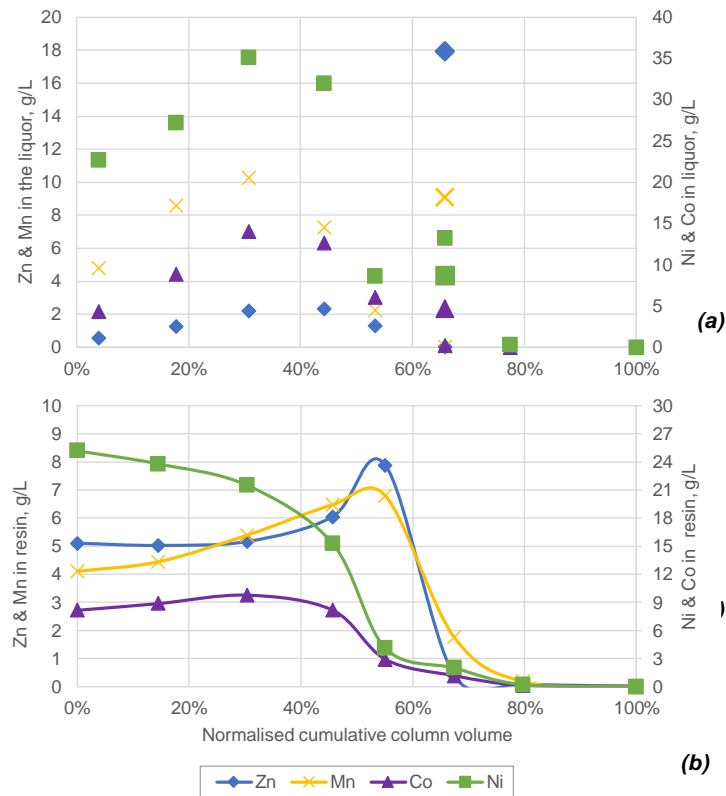 20 40
18 35
16 30
14 25
12
10 20
8 15
6 10
4
2 5
0 0
Zn & Mn in the liquor, g/L
Ni & Co in liquor, g/L
(a)
0% 20% 40% 60% 80% 100%
10 30
9 27
8 24
7 21
6 18
5 15
4 12
3 9
2 6
1 3
0 0
Zn & Mn in resin, g/L
Ni & Co in resin, g/L
)
0% 20% 40% 60% 80% 100%
Normalised cumulative column volume
(b)
Zn Mn Co Ni